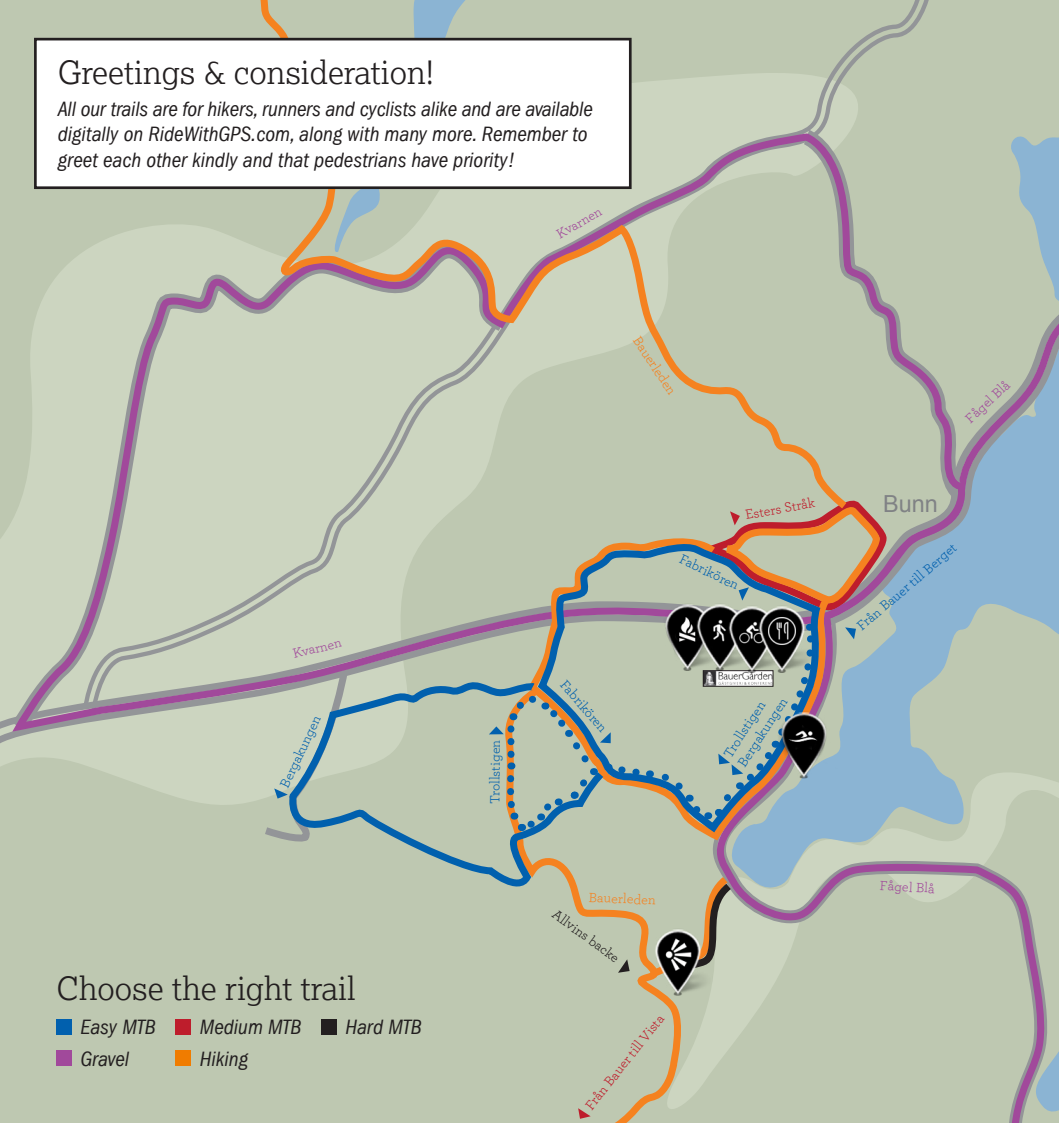 Greetings & consideration!
All our trails are for hikers, runners and cyclists alike and are available
digitally on RideWithGPS.com, along with many more. Remember to
greet each other kindly and that pedestrians have priority!
Kvarnen
Bauerleden
Fågel Blå
Esters Stråk
Bunn
Fabrikören
Från Bauer till Berget
Kvarnen
BauerGården
Fabrikören
Trollstigen
Bergakungen
Bergakungen
Trollstigen
Fågel Blå
Bauerleden
Allvins backe
Från Bauer till Vista
Choose the right trail
Easy MTB Medium MTB Hard MTB
Gravel Hiking